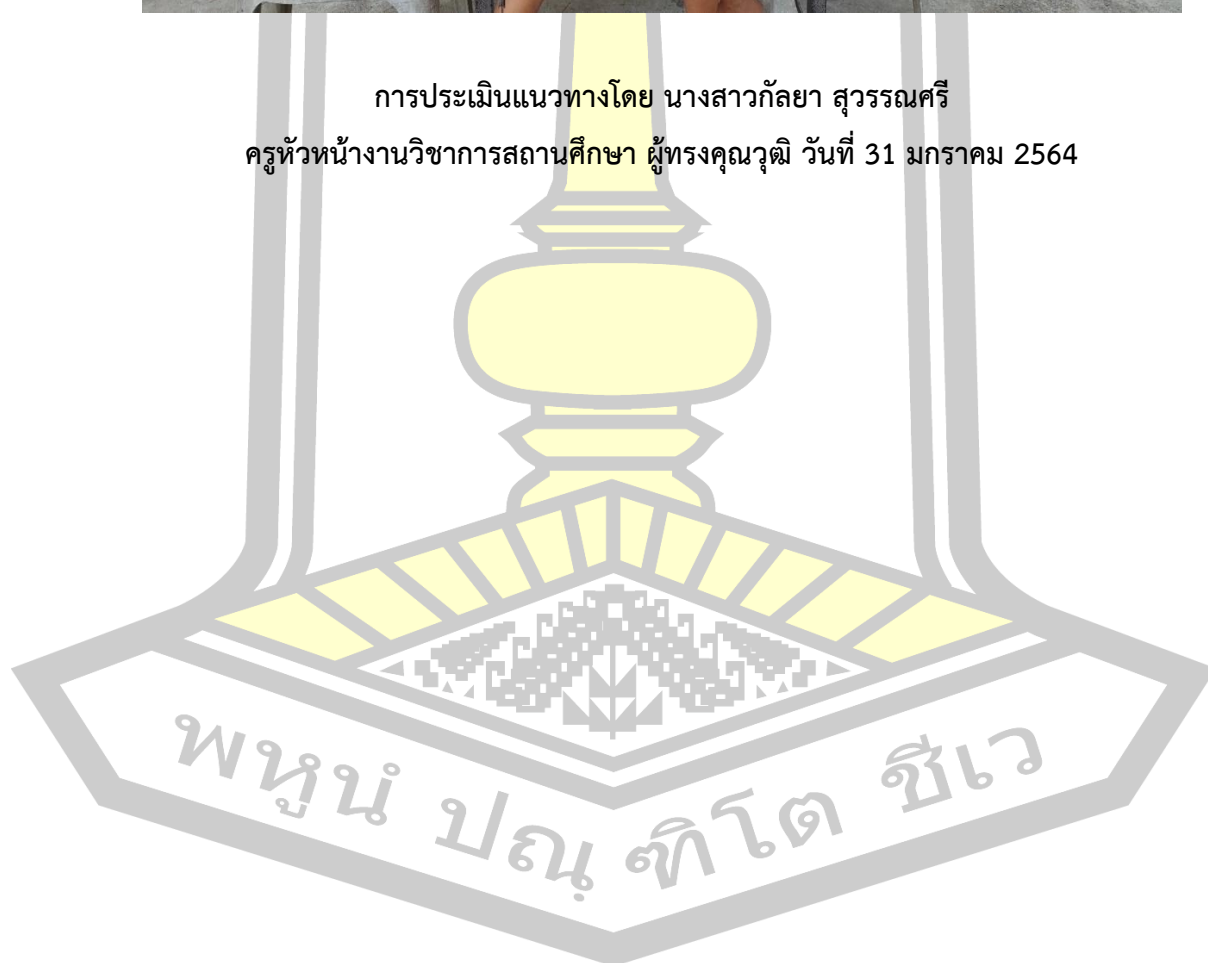 การประเมินแนวทางโดย นางสาวกัลยา สุวรรณศรี
ครูหัวหน้างานวิชาการสถานศึกษา ผู้ทรงคุณวุฒิ วันที่ 31 มกราคม 2564
พหูนํ ปณฺ ฑิโต ชีเว